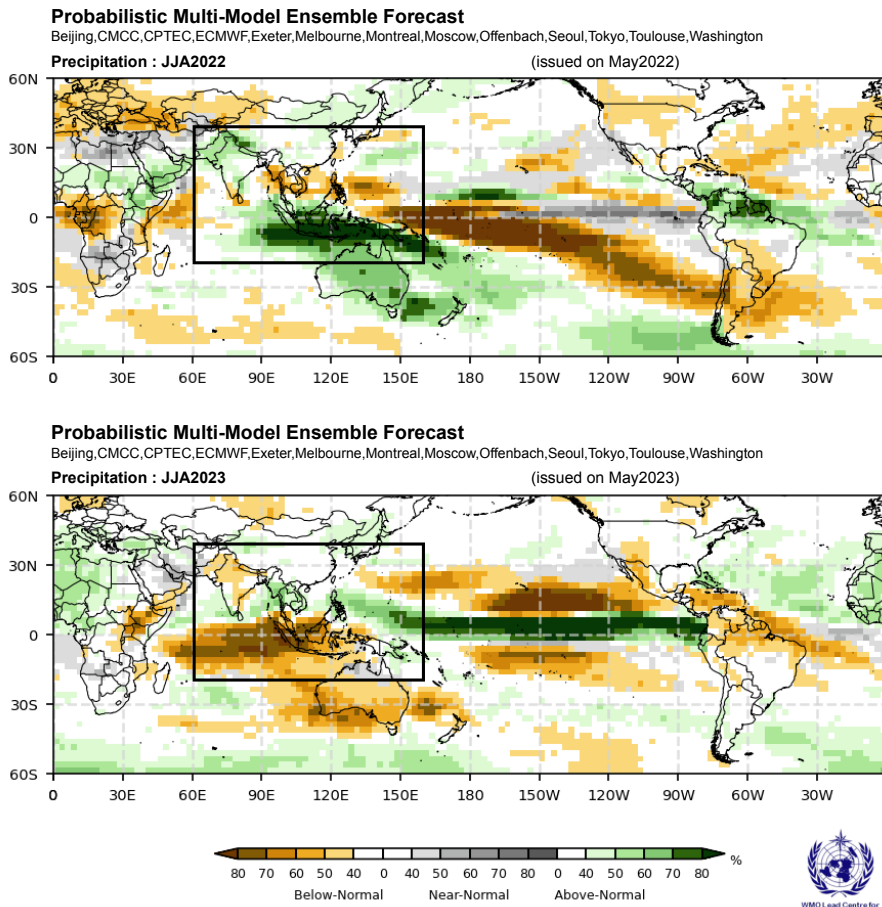 Probabilistic Multi-Model Ensemble Forecast
Beijing,CMCC,CPTEC,ECMWF,Exeter,Melbourne,Montreal,Moscow,Offenbach,Seoul,Tokyo,Toulouse,Washington
Precipitation : JJA2022 (issued on May2022)
60N
30N
0
30S
60S
0 30E 60E 90E 120E 150E 180 150W 120W 90W 60W 30W
Probabilistic Multi-Model Ensemble Forecast
Beijing,CMCC,CPTEC,ECMWF,Exeter,Melbourne,Montreal,Moscow,Offenbach,Seoul,Tokyo,Toulouse,Washington
Precipitation : JJA2023 (issued on May2023)
60N
30N
0
30S
60S
0 30E 60E 90E 120E 150E 180 150W 120W 90W 60W 30W
80 70 60 50 40 0 40 50 60 70 80 0 40 50 60 70 80 %
Below-Normal Near-Normal Above-Normal
WMO Lead Centre for